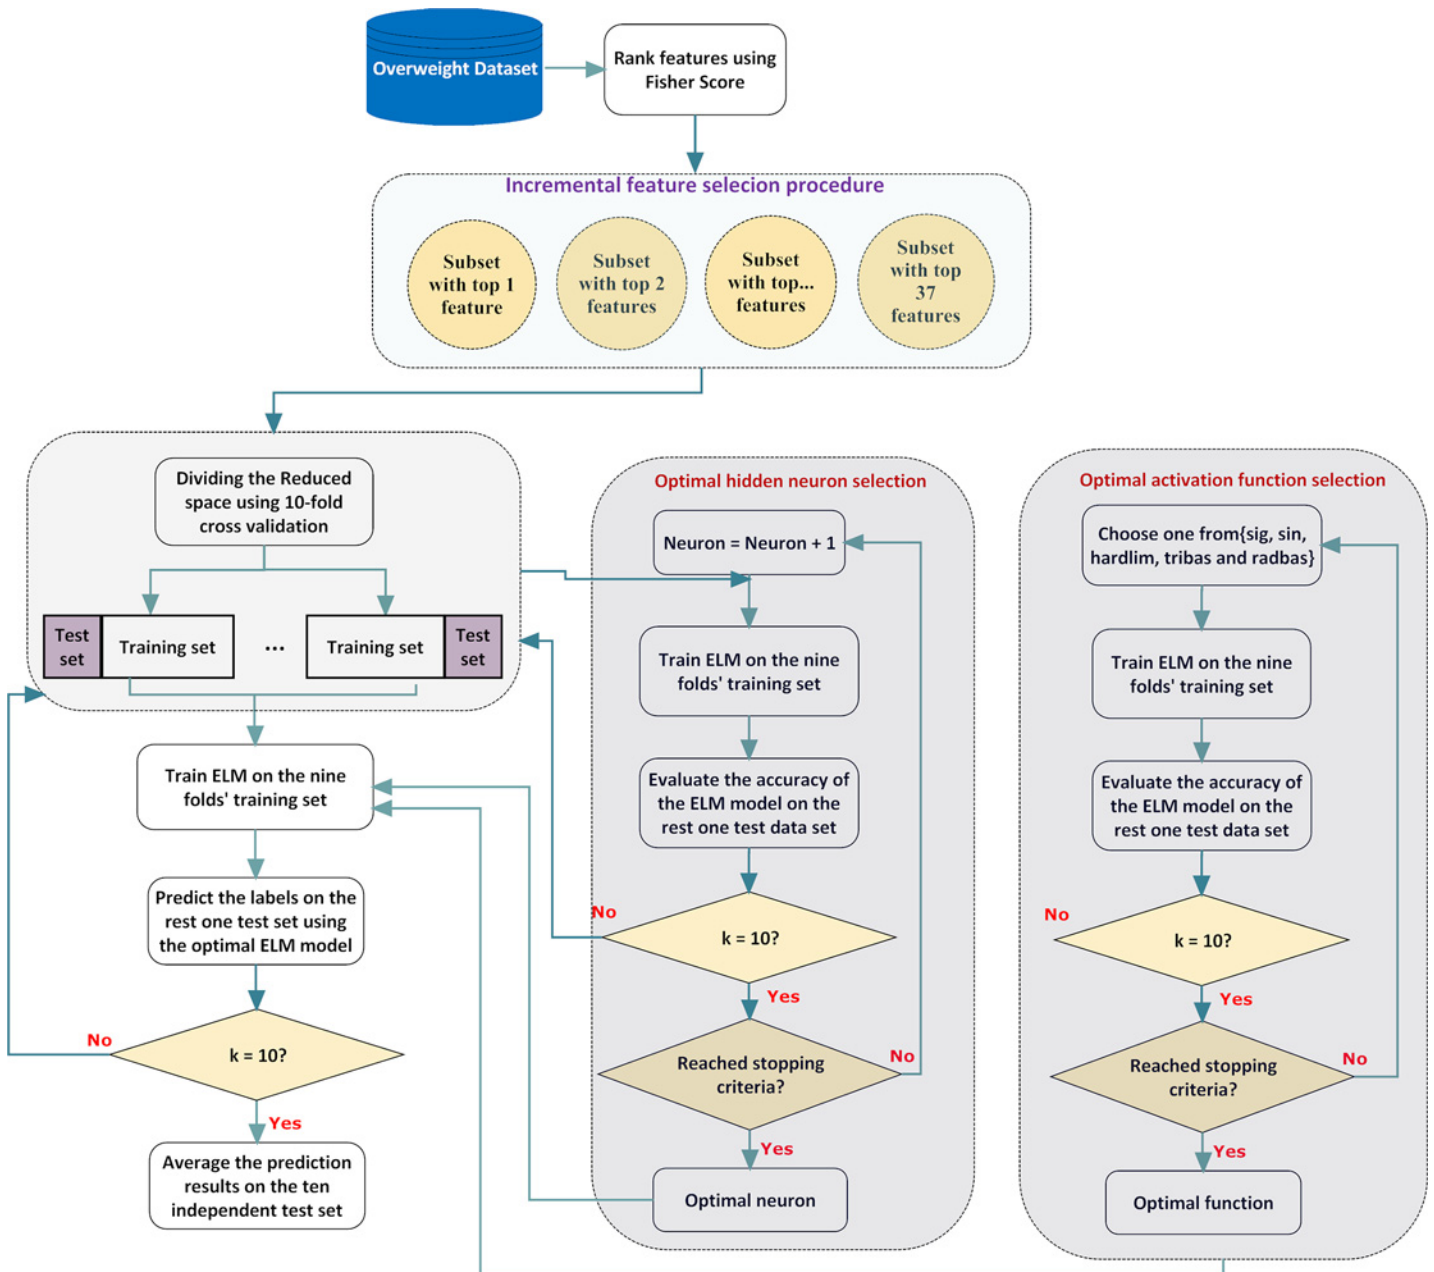 Overweight Dataset
Rank features using
Fisher Score
Incremental feature selecion procedure
Subset
with top 1
feature
Subset
with top 2
features
Subset
with top...
features
Subset
with top
37
features
Dividing the Reduced
space using 10-fold
cross validation
Test
set
Training set
...
Training set
Test
set
Train ELM on the nine
folds' training set
Predict the labels on the
rest one test set using
the optimal ELM model
No
k = 10?
Yes
Average the prediction
results on the ten
independent test set
Optimal hidden neuron selection
Neuron = Neuron + 1
Train ELM on the nine
folds' training set
Evaluate the accuracy of
the ELM model on the
rest one test data set
No
k = 10?
Yes
Reached stopping
criteria?
No
Yes
Optimal neuron
Optimal activation function selection
Choose one from{sig, sin,
hardlim, tribas and radbas}
Train ELM on the nine
folds' training set
Evaluate the accuracy of
the ELM model on the
rest one test data set
No
k = 10?
Yes
Reached stopping
criteria?
No
Yes
Optimal function